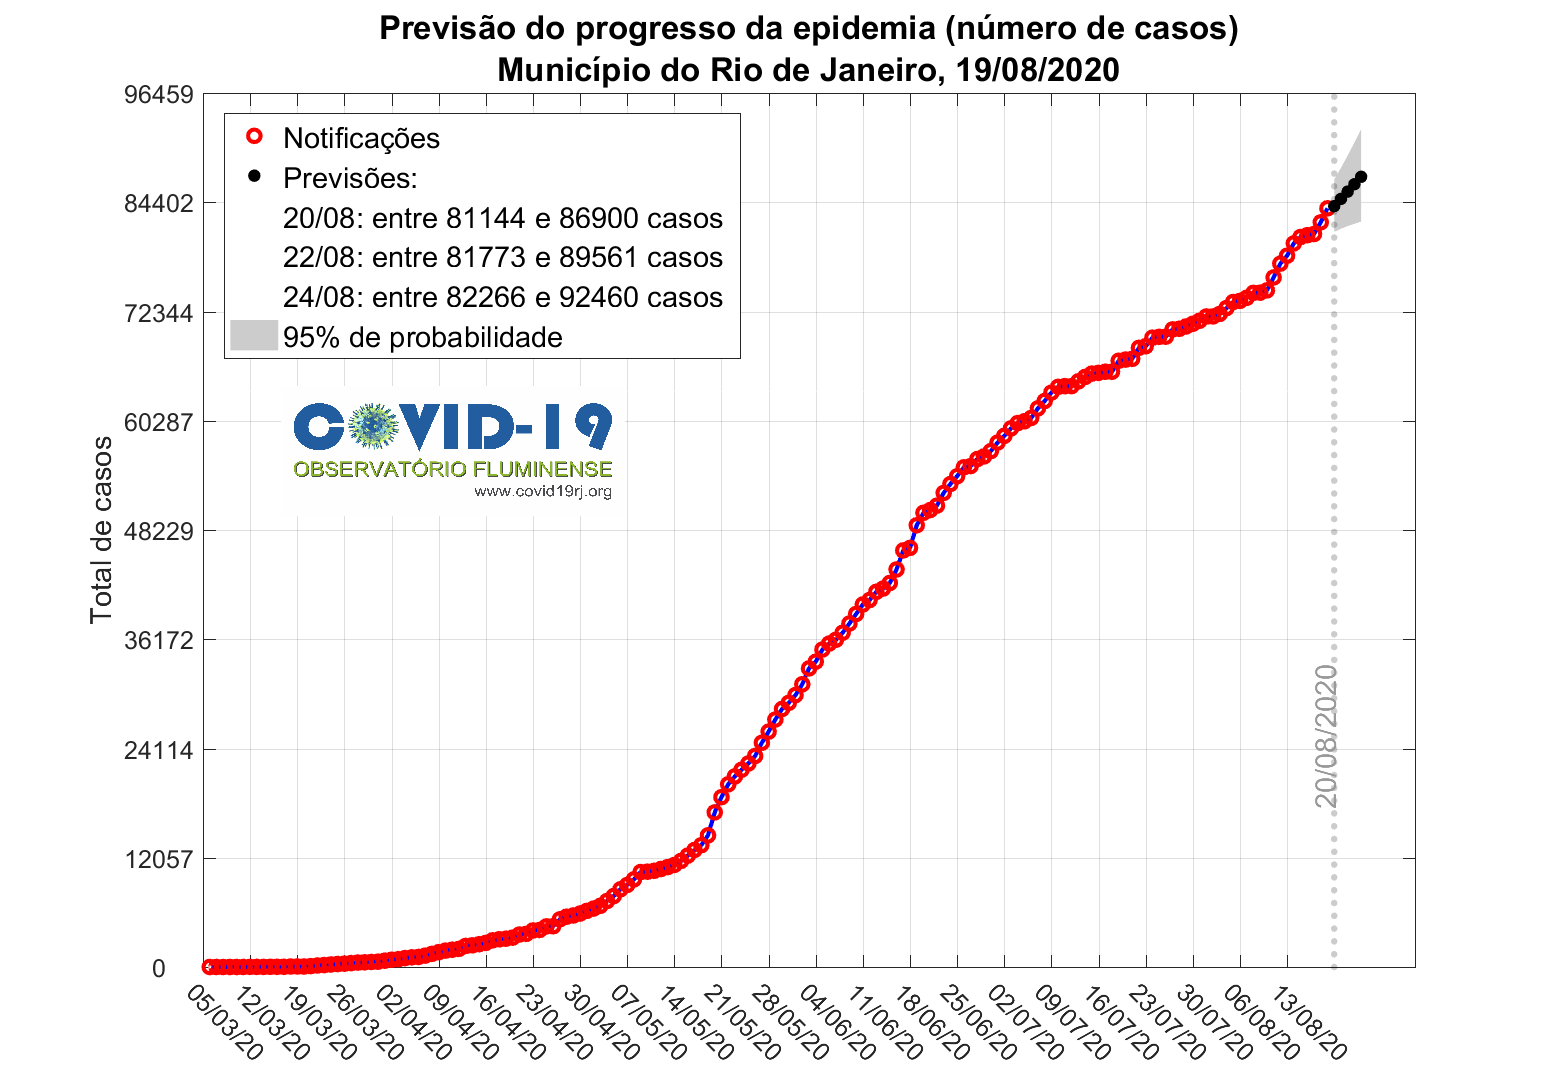 Previsão do progresso da epidemia (número de casos)
Município do Rio de Janeiro, 19/08/2020
96459
84402
72344
60287
48229
36172
24114
12057
0
Total de casos
Notificações
Previsões:
20/08: entre 81144 e 86900 casos
22/08: entre 81773 e 89561 casos
24/08: entre 82266 e 92460 casos
95% de probabilidade
COVID-19
OBSERVATÓRIO FLUMINENSE
www.covid19rj.org
20/08/2020
05/03/20
12/03/20
19/03/20
26/03/20
02/04/20
09/04/20
16/04/20
23/04/20
30/04/20
07/05/20
14/05/20
21/05/20
28/05/20
04/06/20
11/06/20
18/06/20
25/06/20
02/07/20
09/07/20
16/07/20
23/07/20
30/07/20
06/08/20
13/08/20